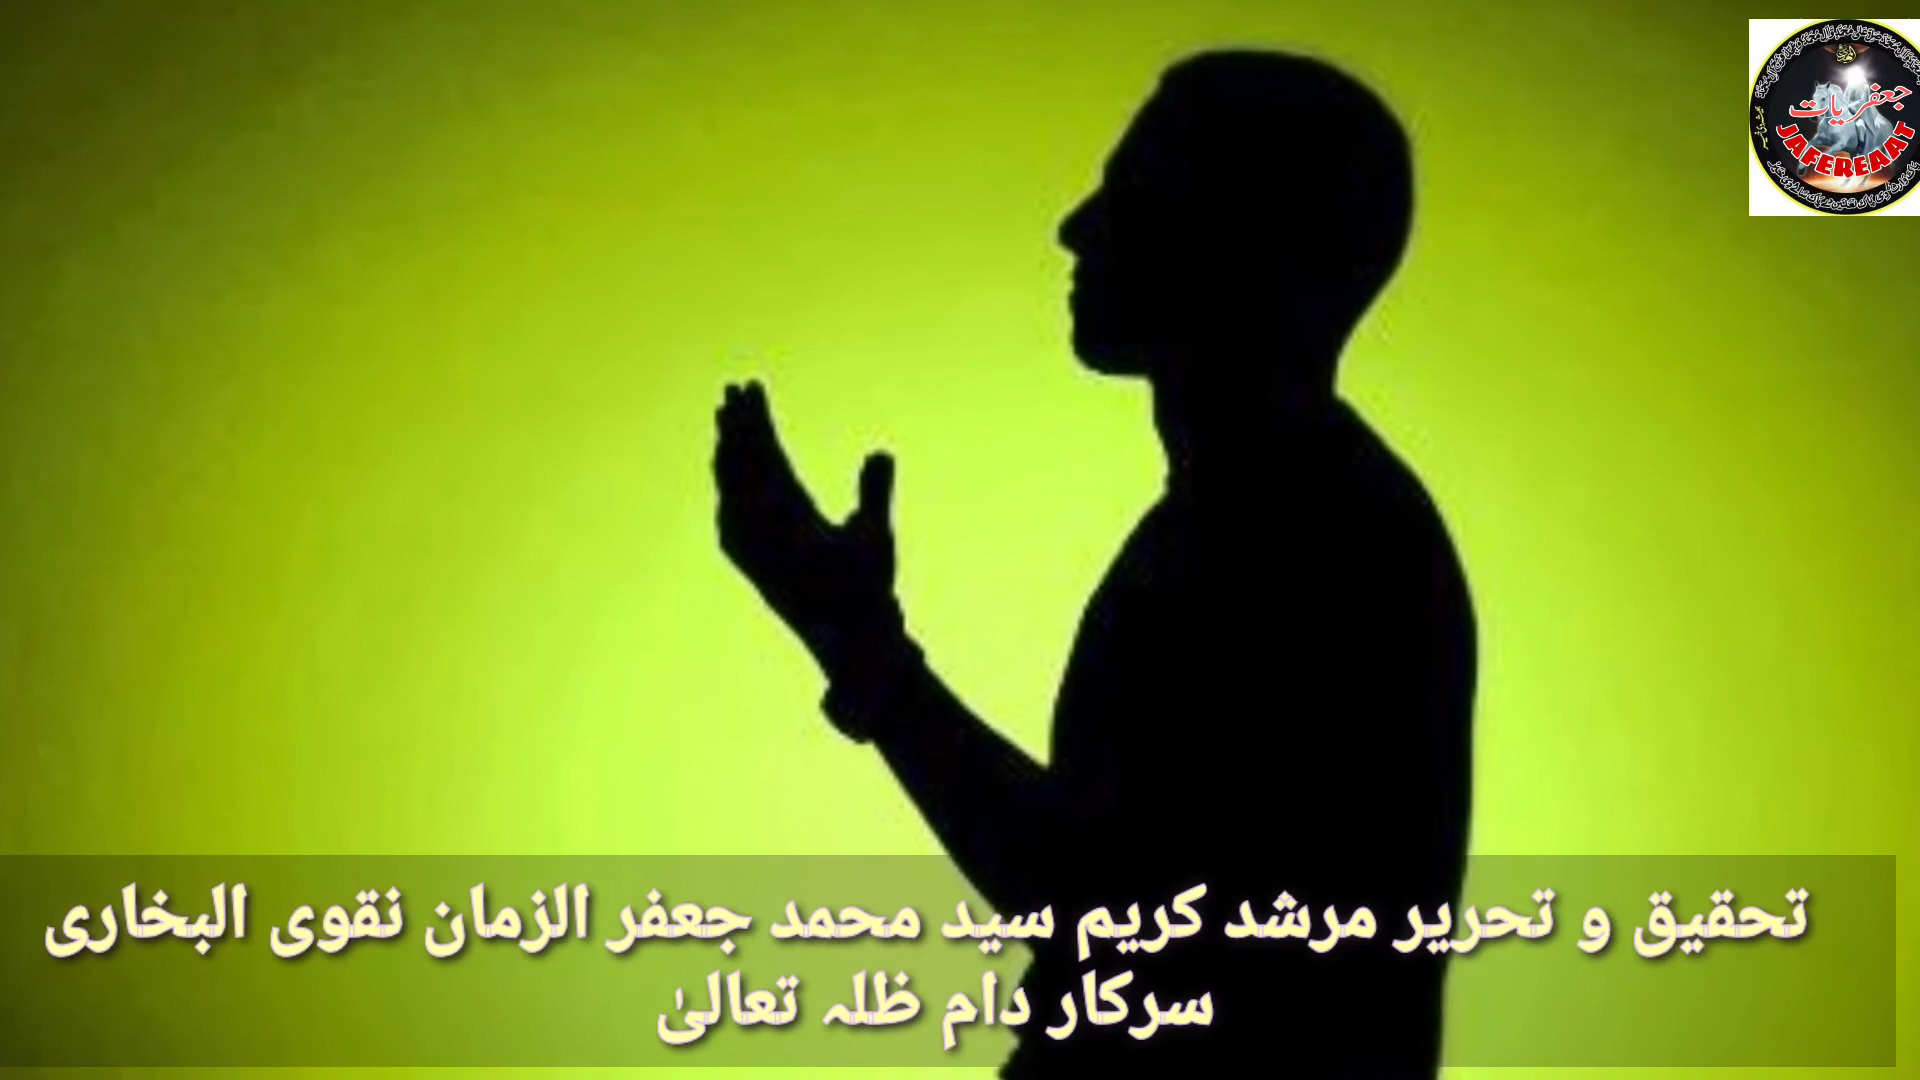 جعفریات
JAFEREAAT
تحقیق و تحریر مرشد کریم سید محمد جعفر الزمان نقوی البخاری
سرکار دام ظلہ تعالیٰ